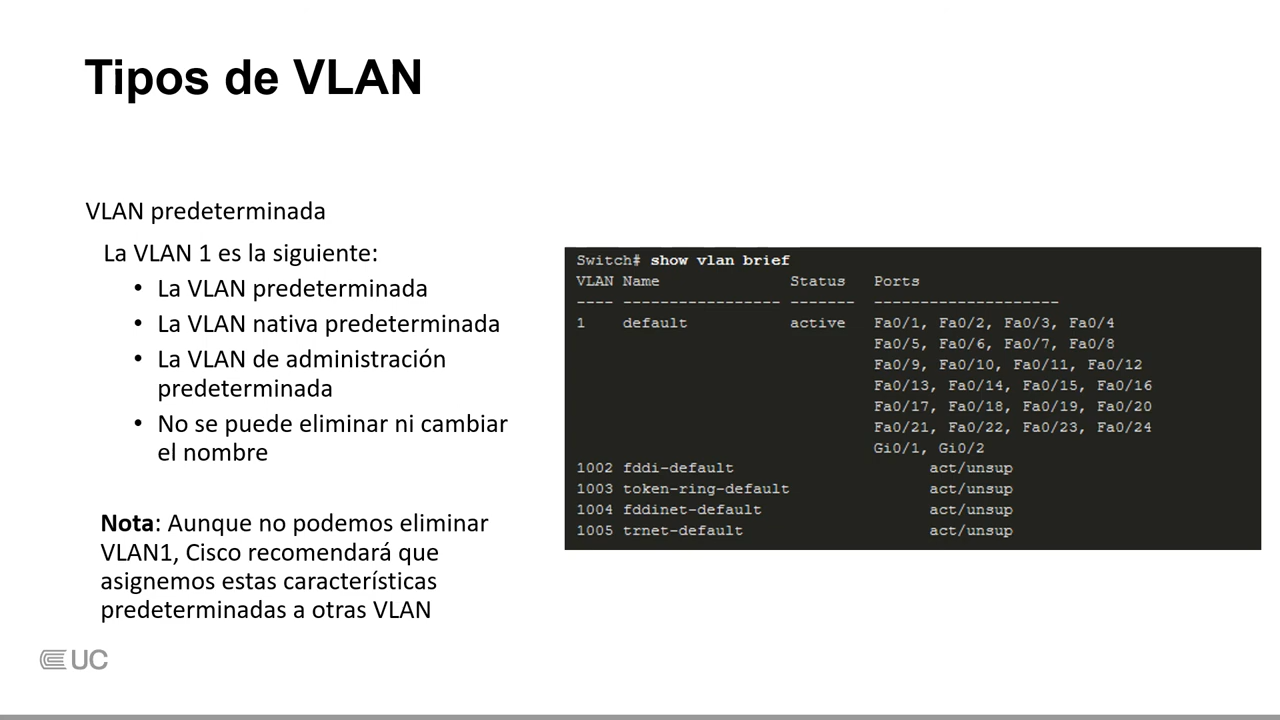 Tipos de VLAN
VLAN predeterminada
La VLAN 1 es la siguiente:
• La VLAN predeterminada
• La VLAN nativa predeterminada
• La VLAN de administración
predeterminada
• No se puede eliminar ni cambiar
el nombre
Nota: Aunque no podemos eliminar
VLAN1, Cisco recomendará que
asignemos estas características
predeterminadas a otras VLAN
Switch# show vlan brief
VLAN Name Status Ports
---- ----------------- ------- --------------------
1 default active Fa0/1, Fa0/2, Fa0/3, Fa0/4
Fa0/5, Fa0/6, Fa0/7, Fa0/8
Fa0/9, Fa0/10, Fa0/11, Fa0/12
Fa0/13, Fa0/14, Fa0/15, Fa0/16
Fa0/17, Fa0/18, Fa0/19, Fa0/20
Fa0/21, Fa0/22, Fa0/23, Fa0/24
Gi0/1, Gi0/2
1002 fddi-default act/unsup
1003 token-ring-default act/unsup
1004 fddinet-default act/unsup
1005 trnet-default act/unsup
UC